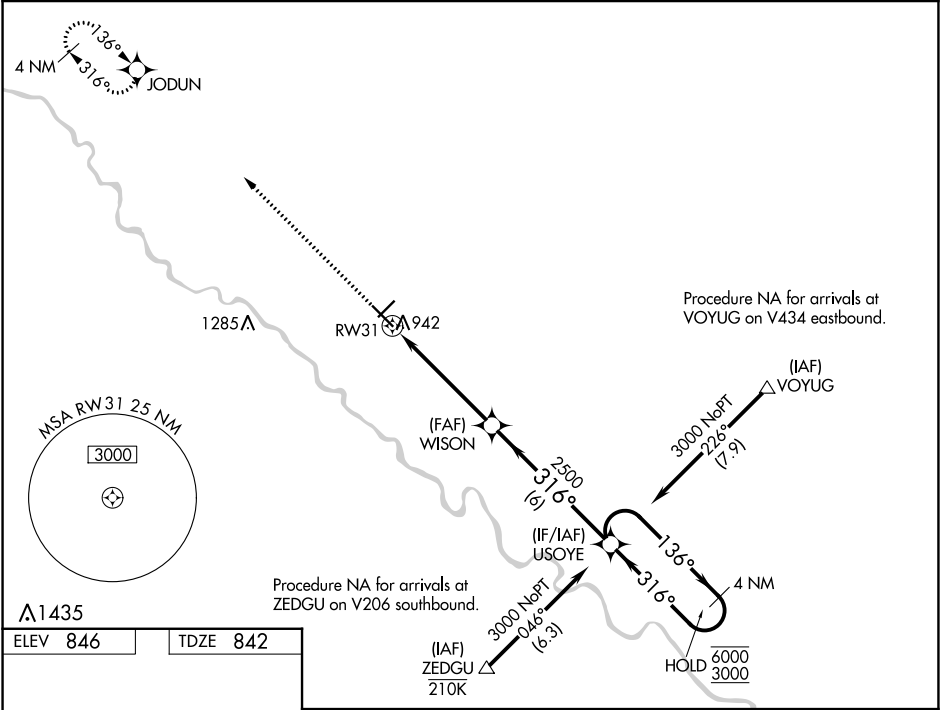 136°
4 NM
316°
JODUN
1285
RW31
942
Procedure NA for arrivals at
VOYUG on V434 eastbound.
(IAF)
VOYUG
3000 NoPT
226°
(7.9)
MSA RW31 25 NM
3000
(FAF)
WISON
2500
316°
(6)
(IF/IAF)
USOYE
136°
316°
4 NM
HOLD
6000
3000
Procedure NA for arrivals at
ZEDGU on V206 southbound.
3000 NoPT
046°
(6.3)
(IAF)
ZEDGU
210K
1435
ELEV 846
TDZE 842